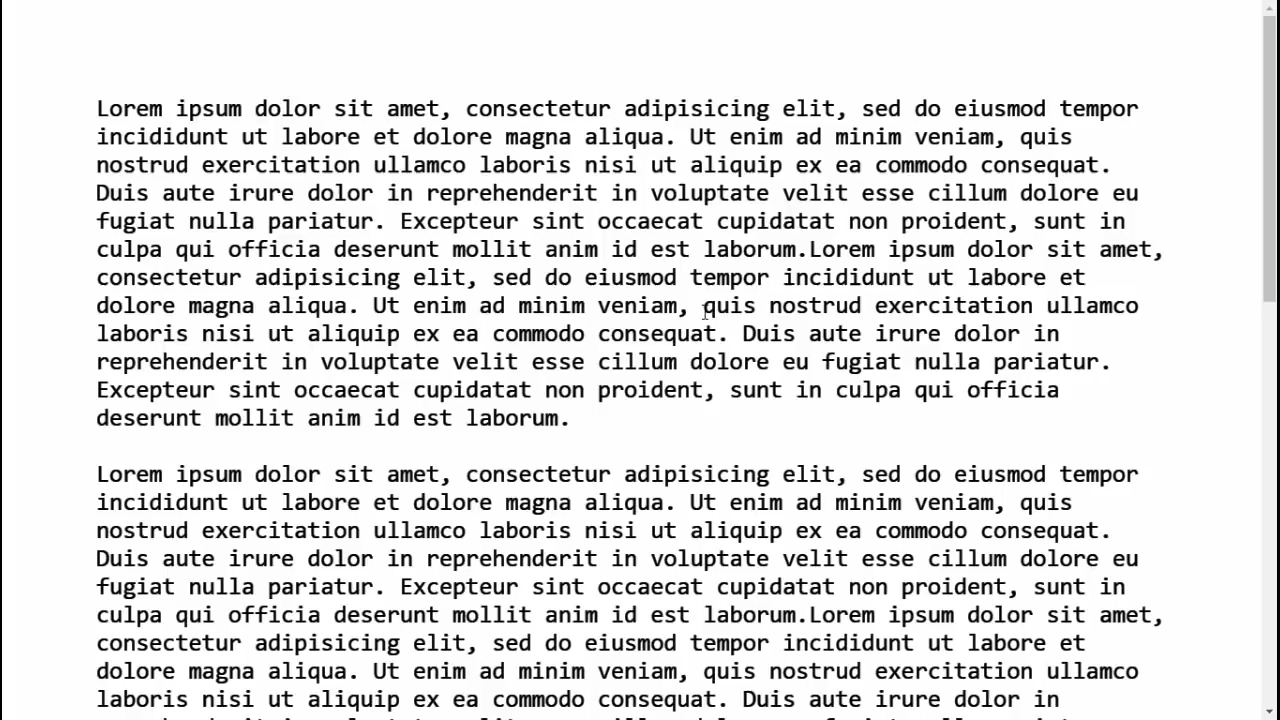 Lorem ipsum dolor sit amet, consectetur adipisicing elit, sed do eiusmod tempor
incididunt ut labore et dolore magna aliqua. Ut enim ad minim veniam, quis
nostrud exercitation ullamco laboris nisi ut aliquip ex ea commodo consequat.
Duis aute irure dolor in reprehenderit in voluptate velit esse cillum dolore eu
fugiat nulla pariatur. Excepteur sint occaecat cupidatat non proident, sunt in
culpa qui officia deserunt mollit anim id est laborum.Lorem ipsum dolor sit amet,
consectetur adipisicing elit, sed do eiusmod tempor incididunt ut labore et
dolore magna aliqua. Ut enim ad minim veniam, quis nostrud exercitation ullamco
laboris nisi ut aliquip ex ea commodo consequat. Duis aute irure dolor in
reprehenderit in voluptate velit esse cillum dolore eu fugiat nulla pariatur.
Excepteur sint occaecat cupidatat non proident, sunt in culpa qui officia
deserunt mollit anim id est laborum.

Lorem ipsum dolor sit amet, consectetur adipisicing elit, sed do eiusmod tempor
incididunt ut labore et dolore magna aliqua. Ut enim ad minim veniam, quis
nostrud exercitation ullamco laboris nisi ut aliquip ex ea commodo consequat.
Duis aute irure dolor in reprehenderit in voluptate velit esse cillum dolore eu
fugiat nulla pariatur. Excepteur sint occaecat cupidatat non proident, sunt in
culpa qui officia deserunt mollit anim id est laborum.Lorem ipsum dolor sit amet,
consectetur adipisicing elit, sed do eiusmod tempor incididunt ut labore et
dolore magna aliqua. Ut enim ad minim veniam, quis nostrud exercitation ullamco
laboris nisi ut aliquip ex ea commodo consequat. Duis aute irure dolor in